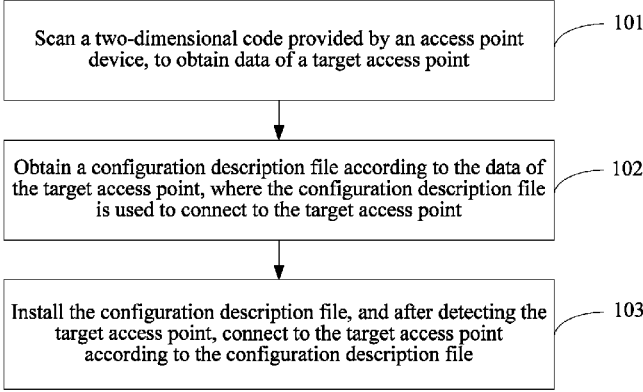 Scan a two-dimensional code provided by an access point
device, to obtain data of a target access point
101
Obtain a configuration description file according to the data of
the target access point, where the configuration description file
is used to connect to the target access point
102
Install the configuration description file, and after detecting the
target access point, connect to the target access point
according to the configuration description file
103